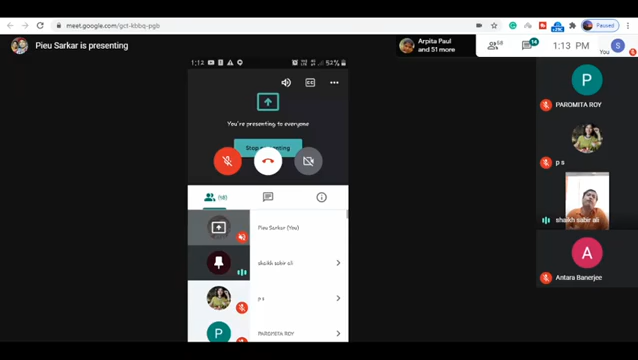 meet.google.com/gct-kbbq-pgb
Paused
Pieu Sarkar is presenting
Arpita Paul
and 51 more
14
1:13 PM
You
S
1:12
52%
You're presenting to everyone
Stop presenting
Pieu Sarkar (You)
shaikh sabir ali
p s
P
PAROMITA ROY
P
PAROMITA ROY
p s
shaikh sabir ali
A
Antara Banerjee